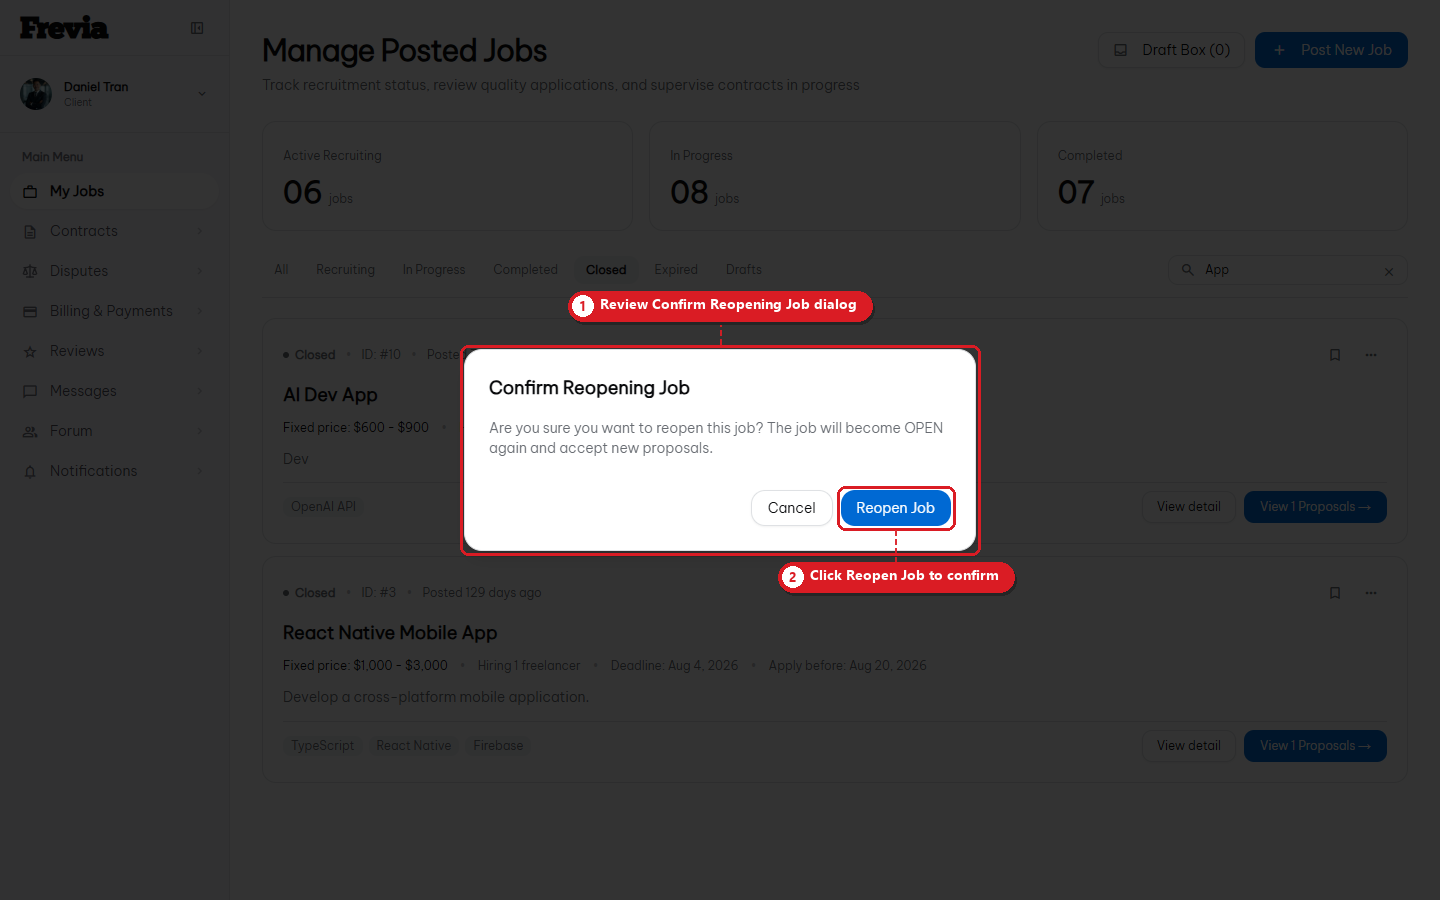 Frevia
Daniel Tran
Client
Main Menu
My Jobs
Contracts
Disputes
Billing & Payments
Reviews
Messages
Forum
Notifications
Manage Posted Jobs
Track recruitment status, review quality applications, and supervise contracts in progress
Draft Box (0)
+ Post New Job
Active Recruiting
06 jobs
In Progress
08 jobs
Completed
07 jobs
All Recruiting In Progress Completed Closed Expired Drafts
App
1 Review Confirm Reopening Job dialog
• Closed • ID: #10 • Poste
AI Dev App
Fixed price: $600 - $900 •
Dev
OpenAI API
View detail
View 1 Proposals →
Confirm Reopening Job
Are you sure you want to reopen this job? The job will become OPEN
again and accept new proposals.
Cancel
Reopen Job
2 Click Reopen Job to confirm
• Closed • ID: #3 • Posted 129 days ago
React Native Mobile App
Fixed price: $1,000 - $3,000 • Hiring 1 freelancer • Deadline: Aug 4, 2026 • Apply before: Aug 20, 2026
Develop a cross-platform mobile application.
TypeScript React Native Firebase
View detail
View 1 Proposals →